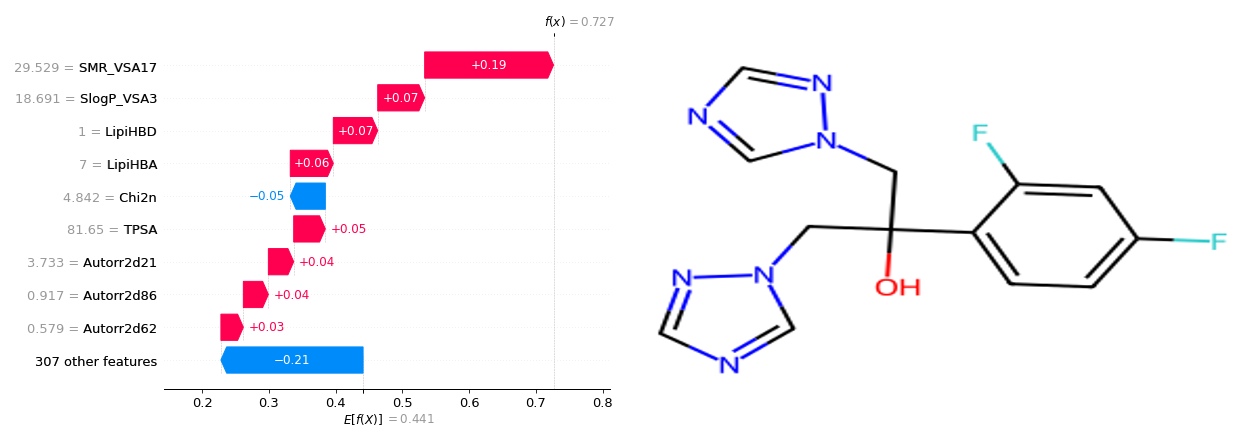 f(x) = 0.727
29.529 = SMR_VSA17 +0.19
18.691 = SlogP_VSA3 +0.07
1 = LipiHBD +0.07
7 = LipiHBA +0.06
4.842 = Chi2n −0.05
81.65 = TPSA +0.05
3.733 = Autorr2d21 +0.04
0.917 = Autorr2d86 +0.04
0.579 = Autorr2d62 +0.03
307 other features −0.21
0.2 0.3 0.4 0.5 0.6 0.7 0.8
E[f(X)] = 0.441
N
N
N
F
F
N
N
OH
N